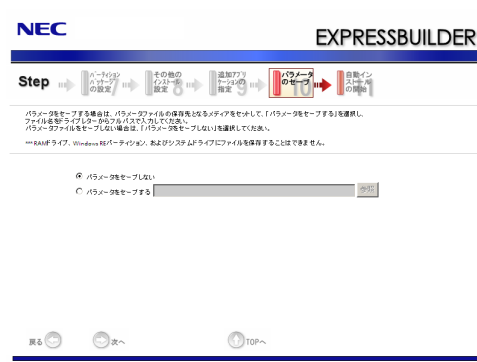 NEC
EXPRESSBUILDER
Step
パーティション
パッケージ
の設定
7
その他の
インストール
設定
8
追加アプリ
ケーションの
指定
9
パラメータ
のセーブ
10
自動イン
ストール
の開始
11
パラメータをセーブする場合は、パラメータファイルの保存先となるメディアをセットして、「パラメータをセーブする」を選択し、
ファイル名をドライブレターからフルパスで入力してください。
パラメータファイルをセーブしない場合は、「パラメータをセーブしない」を選択してください。
***RAMドライブ、Windows REパーティション、およびシステムドライブにファイルを保存することはできません。
パラメータをセーブしない
パラメータをセーブする
参照
戻る
次へ
TOPへ